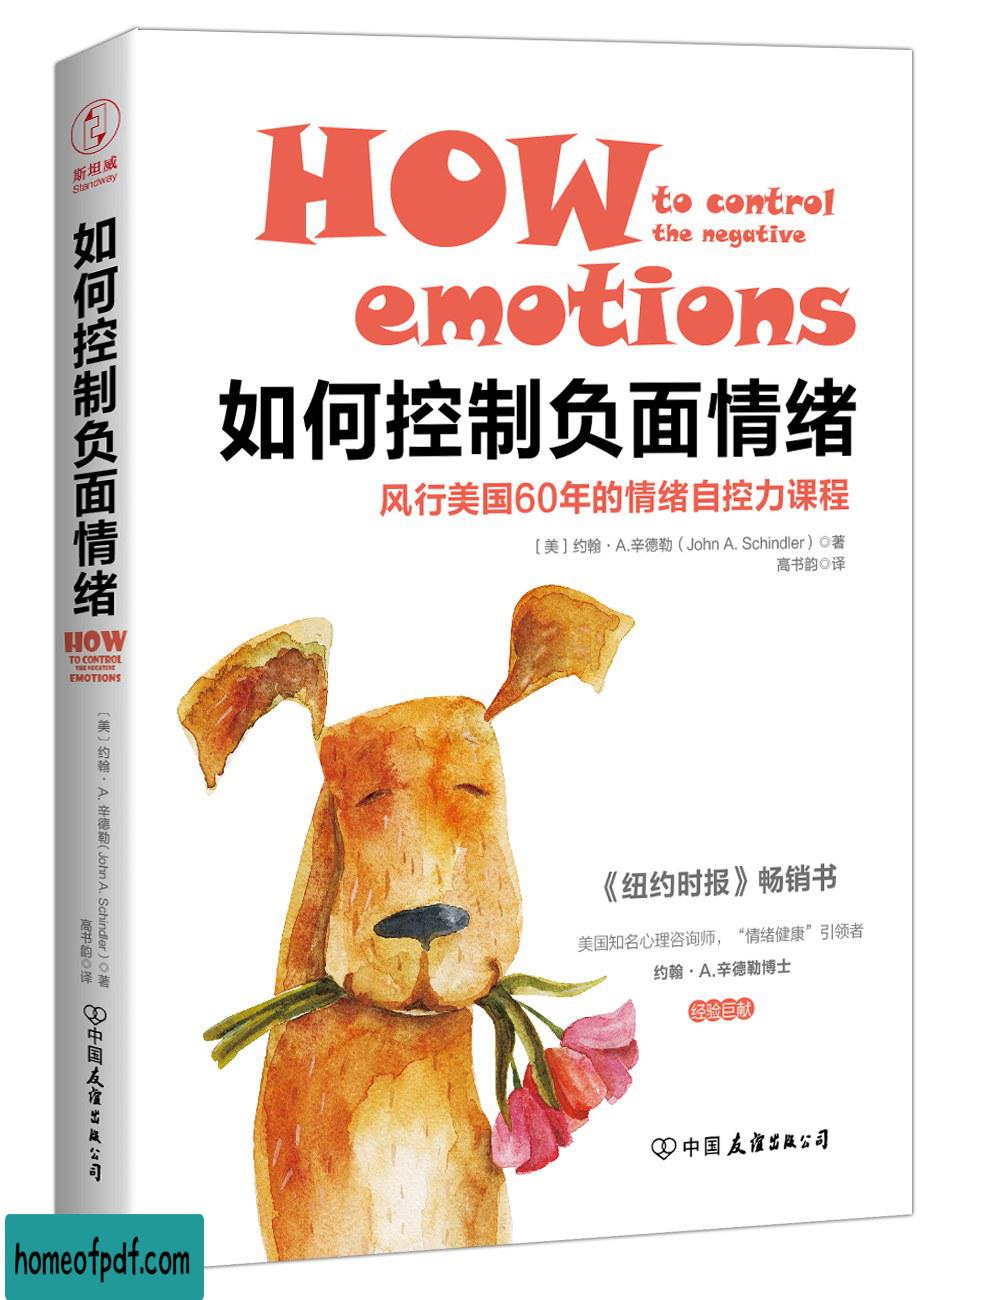 HOW
to control
the negative
emotions
如何控制负面情绪
风行美国60年的情绪自控力课程
［美］约翰·A.辛德勒（John A. Schindler）◎著
高书韵◎译
《纽约时报》畅销书
美国知名心理咨询师，“情绪健康”引领者
约翰·A.辛德勒博士
经验巨献
中国友谊出版公司
斯坦威
Standway
如何控制负面情绪
HOW
TO CONTROL
THE NEGATIVE
EMOTIONS
［美］约翰·A.辛德勒（John A. Schindler）◎著
高书韵◎译
中国友谊出版公司
homeofpdf.com